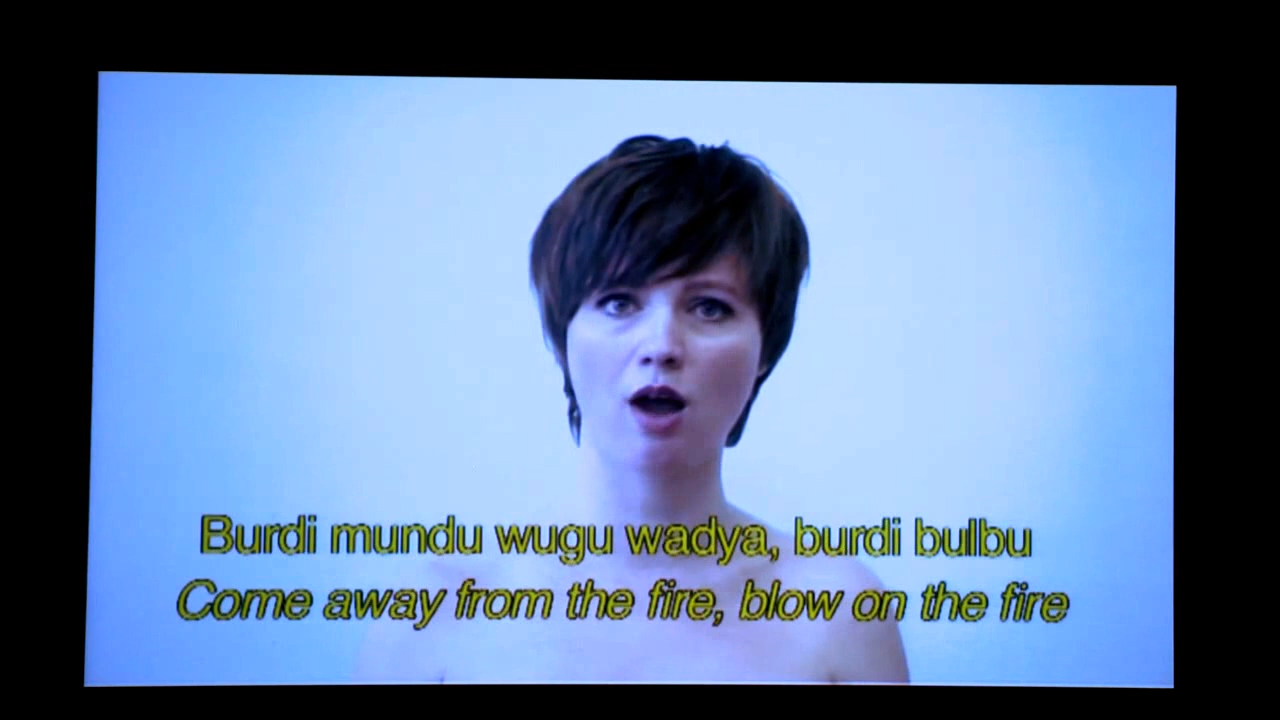 Burdi mundu wugu wadya, burdi bulbu
Come away from the fire, blow on the fire